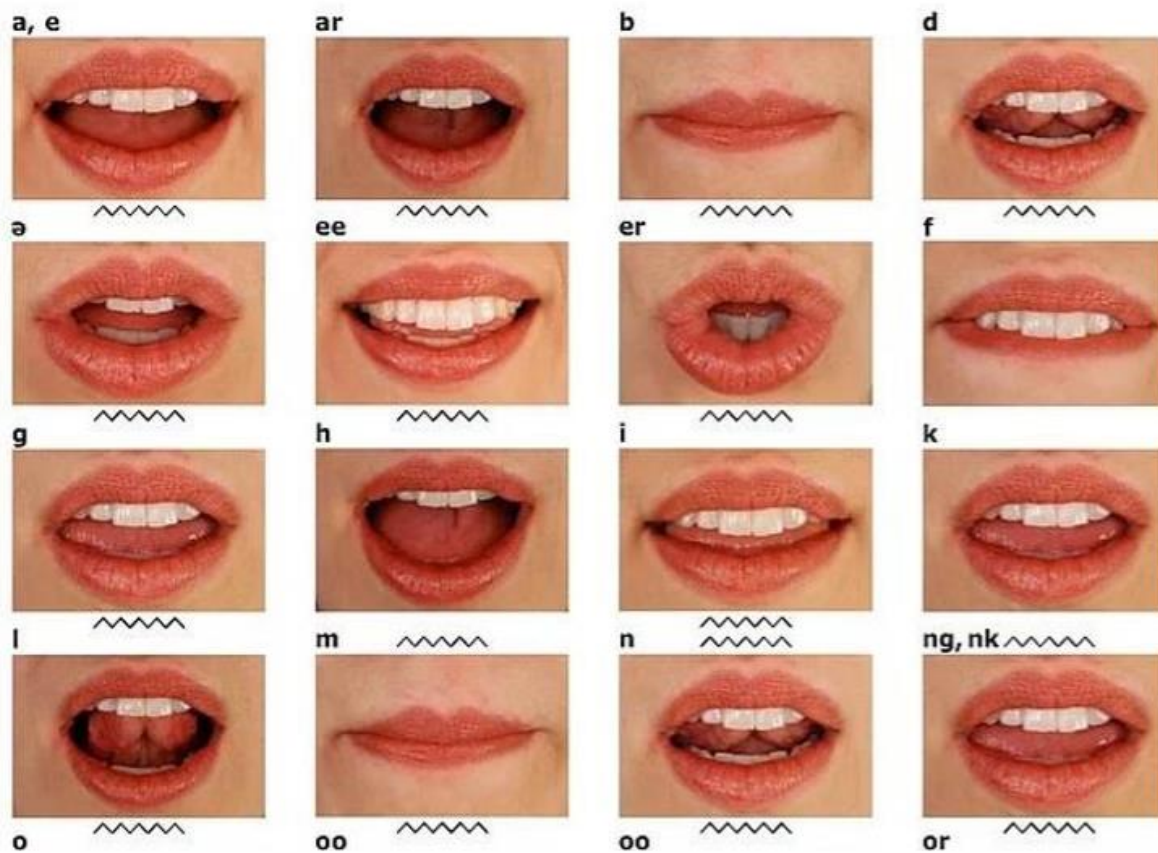 a, e ar b d
ə ee er f
g h i k
l m n ng, nk
o oo oo or